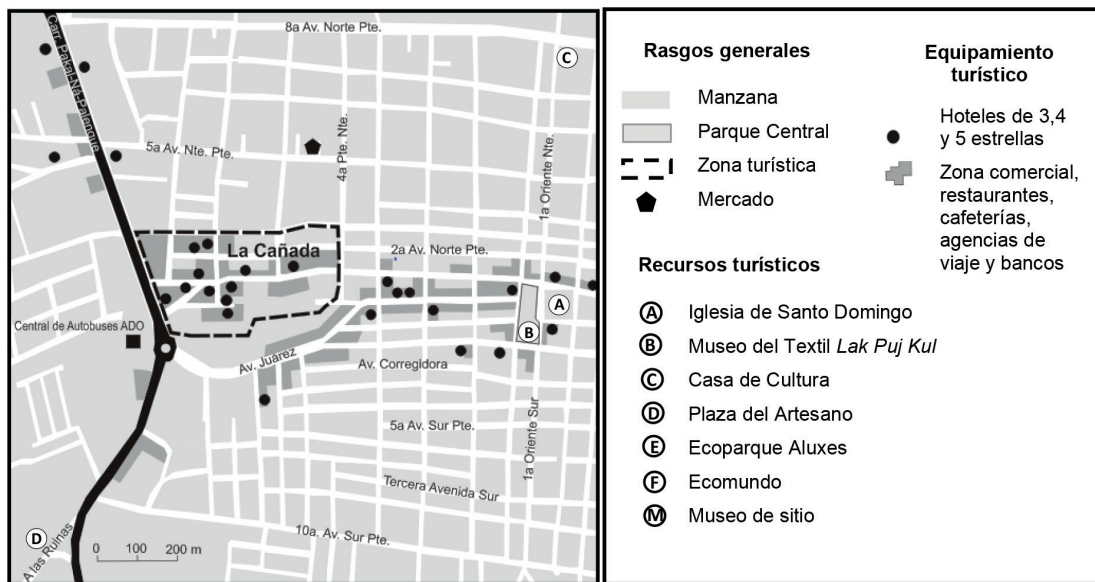 8a Av. Norte Pte.
C
Carr. Pakal-Na-Palenque
5a Av. Nte. Pte.
4a Pte. Nte.
1a Oriente Nte.
La Cañada
2a Av. Norte Pte.
A
B
Central de Autobuses ADO
Av. Juárez
Av. Corregidora
5a Av. Sur Pte.
1a Oriente Sur
Tercera Avenida Sur
10a. Av. Sur Pte.
D
A las Ruinas
0 100 200 m
Rasgos generales
Manzana
Parque Central
Zona turística
Mercado
Equipamiento
turístico
Hoteles de 3,4
y 5 estrellas
Zona comercial,
restaurantes,
cafeterías,
agencias de
viaje y bancos
Recursos turísticos
A Iglesia de Santo Domingo
B Museo del Textil Lak Puj Kul
C Casa de Cultura
D Plaza del Artesano
E Ecoparque Aluxes
F Ecomundo
M Museo de sitio